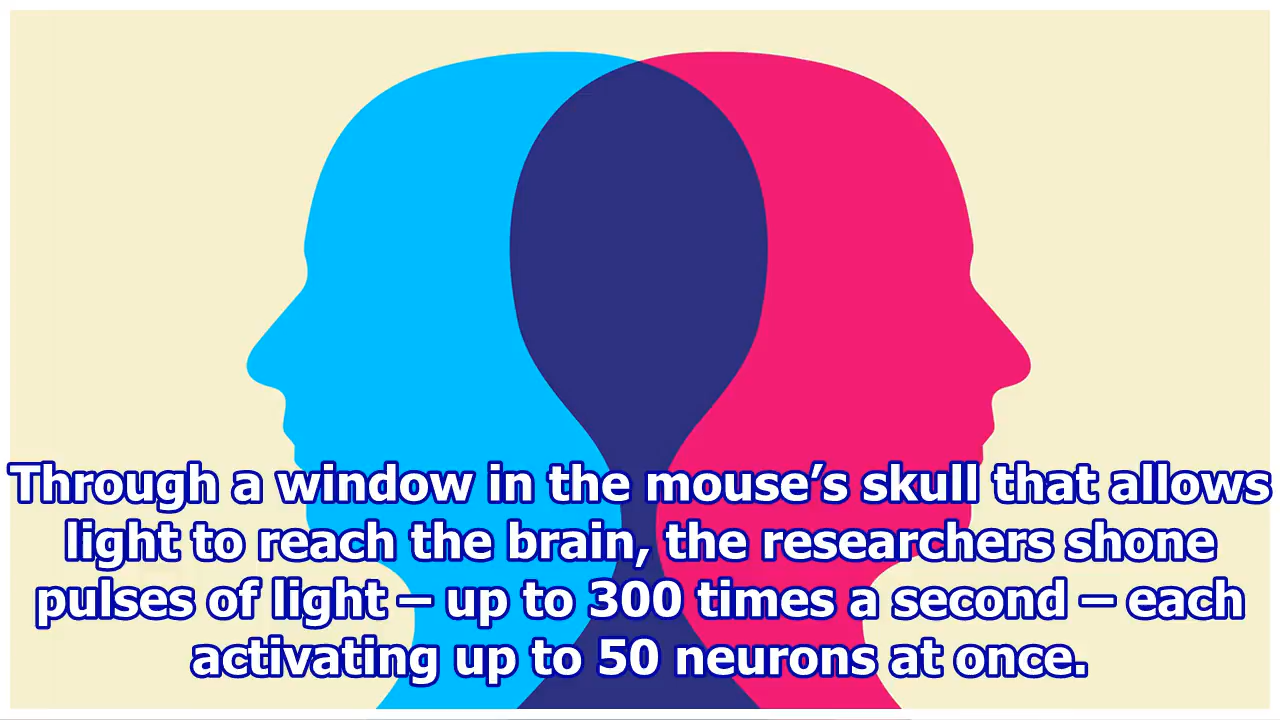 Through a window in the mouse’s skull that allows
light to reach the brain, the researchers shone
pulses of light – up to 300 times a second – each
activating up to 50 neurons at once.